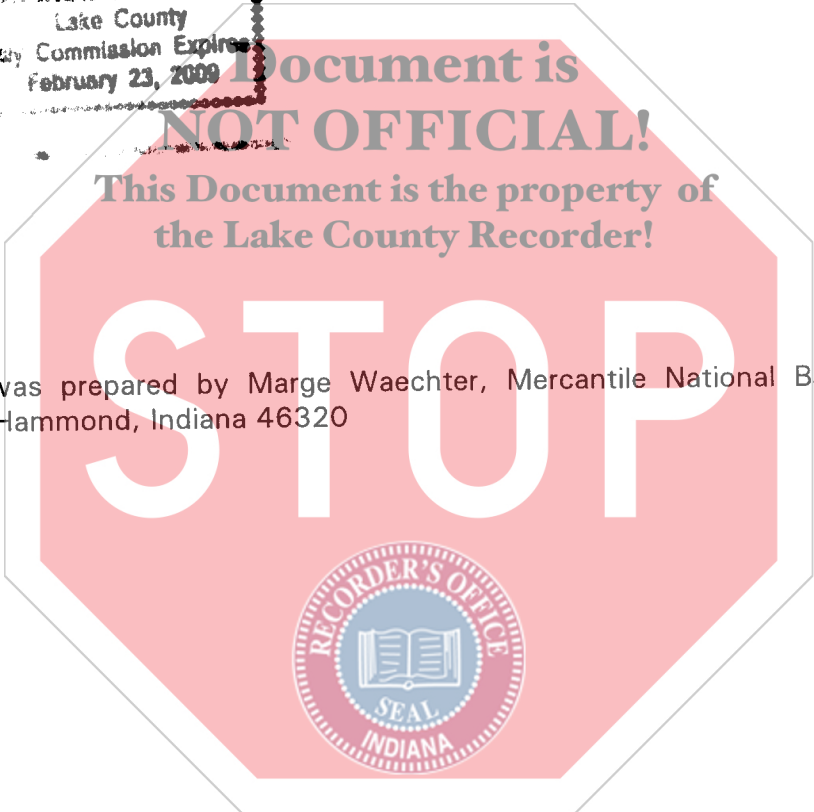 Lake County
Commission Expires
February 23, 2009
Document is
NOT OFFICIAL!
This Document is the property of
the Lake County Recorder!
STOP
was prepared by Marge Waechter, Mercantile National B
Hammond, Indiana 46320
RECORDER'S OFFICE
SEAL
INDIANA